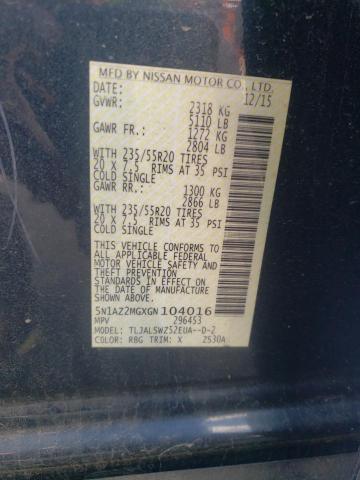 MFD BY NISSAN MOTOR CO., LTD.
DATE: 12/15
GVWR: 2318 KG
5110 LB
GAWR FR.: 1272 KG
2804 LB
WITH 235/55R20 TIRES
20 X 7.5 RIMS AT 35 PSI
COLD SINGLE
GAWR RR.: 1300 KG
2866 LB
WITH 235/55R20 TIRES
20 X 7.5 RIMS AT 35 PSI
COLD SINGLE
THIS VEHICLE CONFORMS TO
ALL APPLICABLE FEDERAL
MOTOR VEHICLE SAFETY
STANDARDS IN EFFECT ON THE
DATE OF MANUFACTURE SHOWN
ABOVE.
5N1AZ2MGXGN104016
MPV 296453
MODEL: TLJALSWZ52EUA--D-2
COLOR: RBG TRIM: X 2S30A